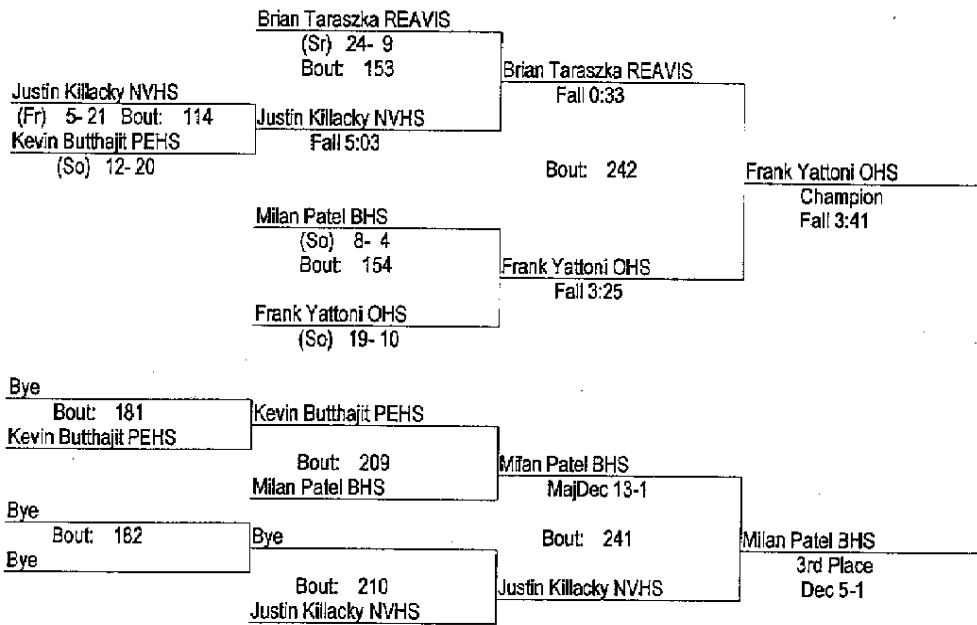 Brian Taraszka REAVIS
(Sr) 24- 9
Bout: 153
Brian Taraszka REAVIS
Fall 0:33
Justin Killacky NVHS
(Fr) 5- 21 Bout: 114
Justin Killacky NVHS
Fall 5:03
Kevin Butthajit PEHS
(So) 12- 20
Bout: 242
Frank Yattoni OHS
Champion
Fall 3:41
Milan Patel BHS
(So) 8- 4
Bout: 154
Frank Yattoni OHS
Fall 3:25
Frank Yattoni OHS
(So) 19- 10
Bye
Bout: 181
Kevin Butthajit PEHS
Kevin Butthajit PEHS
Bout: 209
Milan Patel BHS
Milan Patel BHS
MajDec 13-1
Bye
Bout: 182
Bye
Bye
Bout: 241
Milan Patel BHS
3rd Place
Dec 5-1
Bout: 210
Justin Killacky NVHS
Justin Killacky NVHS